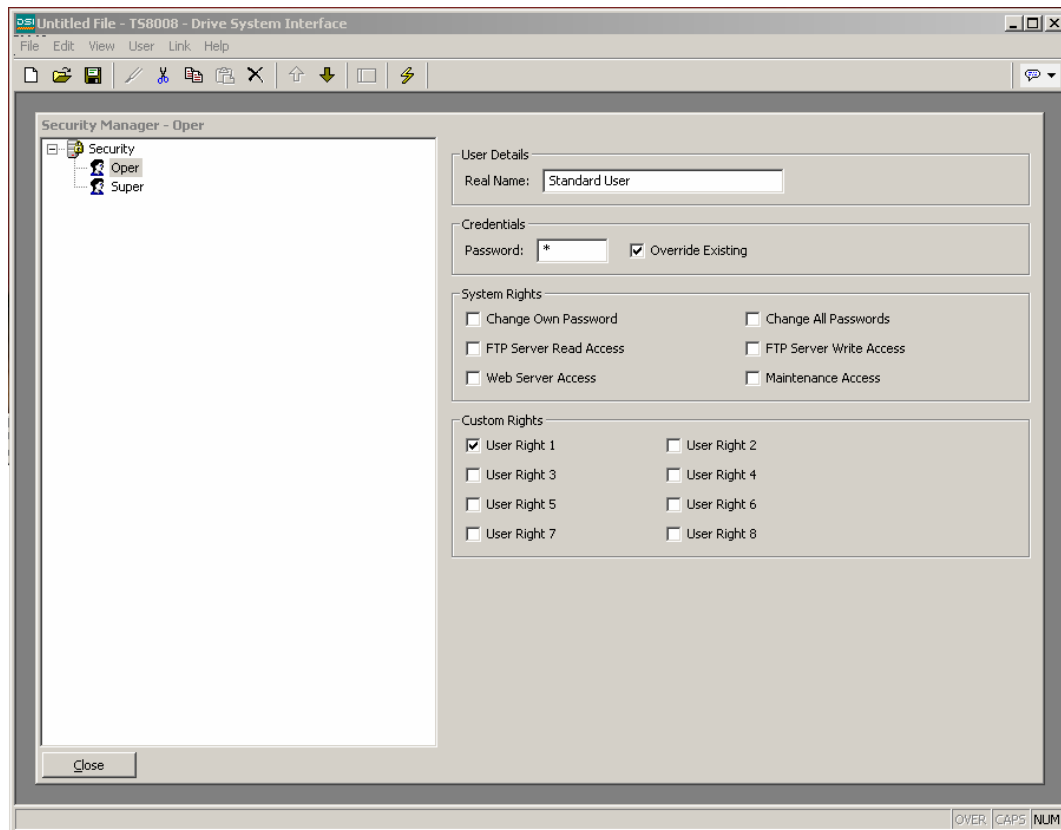 DSI Untitled File - TS8008 - Drive System Interface
File Edit View User Link Help
Security Manager - Oper
Security
Oper
Super
User Details
Real Name: Standard User
Credentials
Password: * Override Existing
System Rights
Change Own Password Change All Passwords
FTP Server Read Access FTP Server Write Access
Web Server Access Maintenance Access
Custom Rights
User Right 1 User Right 2
User Right 3 User Right 4
User Right 5 User Right 6
User Right 7 User Right 8
Close
OVER CAPS NUM